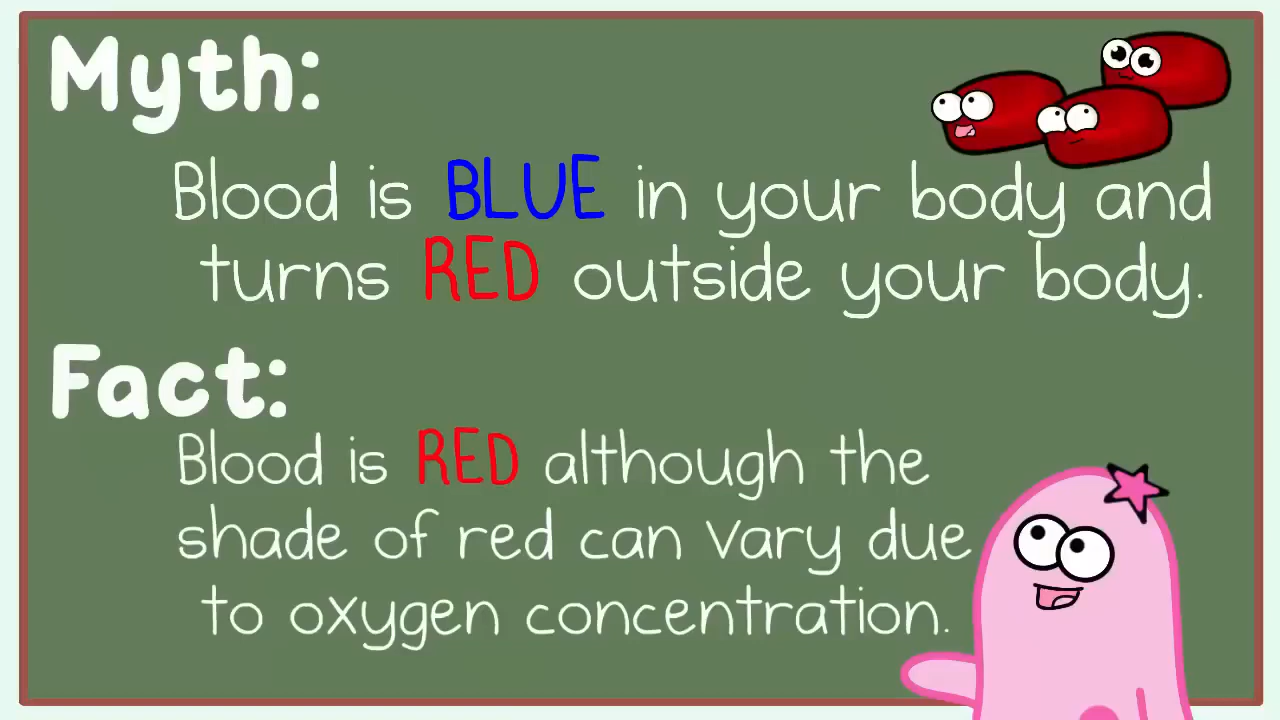 Myth:
Blood is BLUE in your body and
turns RED outside your body.
Fact:
Blood is RED although the
shade of red can vary due
to oxygen concentration.